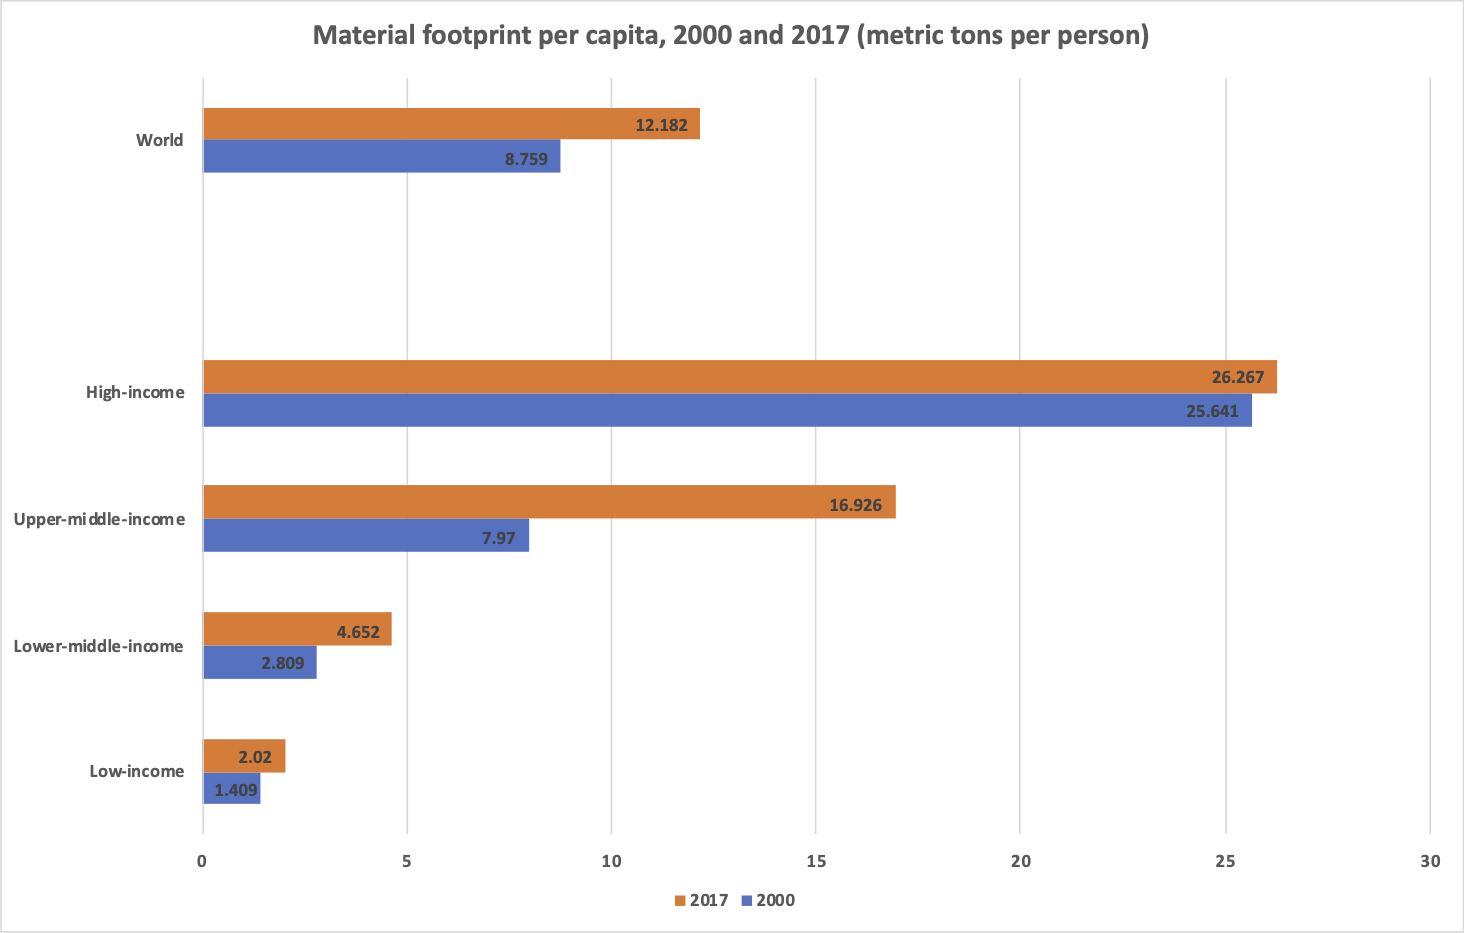 Material footprint per capita, 2000 and 2017 (metric tons per person)
World
12.182
8.759
High-income
26.267
25.641
Upper-middle-income
16.926
7.97
Lower-middle-income
4.652
2.809
Low-income
2.02
1.409
0 5 10 15 20 25 30
2017 2000